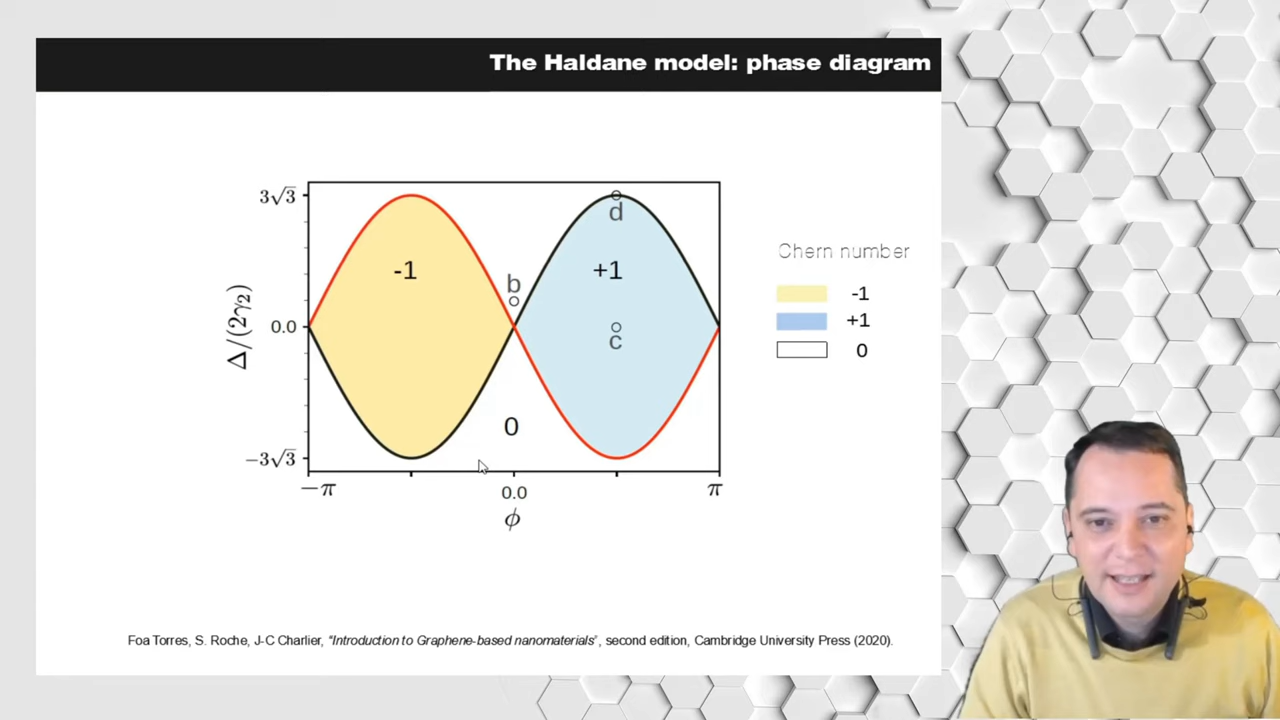 The Haldane model: phase diagram
3√3
d
-1
+1
b
Δ/(2γ₂)
0.0
c
0
−3√3
−π
0.0
π
ϕ
Chern number
-1
+1
0
Foa Torres, S. Roche, J-C Charlier, “Introduction to Graphene-based nanomaterials”, second edition, Cambridge University Press (2020).